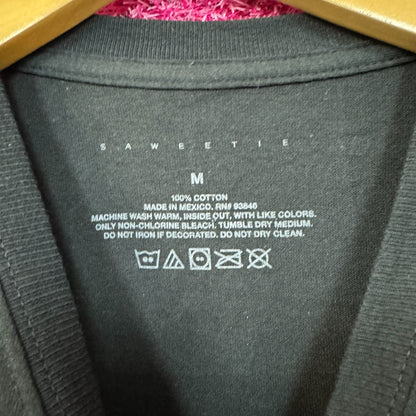 SAWEETIE
M
100% COTTON
MADE IN MEXICO. RN# 93846
MACHINE WASH WARM, INSIDE OUT, WITH LIKE COLORS.
ONLY NON-CHLORINE BLEACH. TUMBLE DRY MEDIUM.
DO NOT IRON IF DECORATED. DO NOT DRY CLEAN.